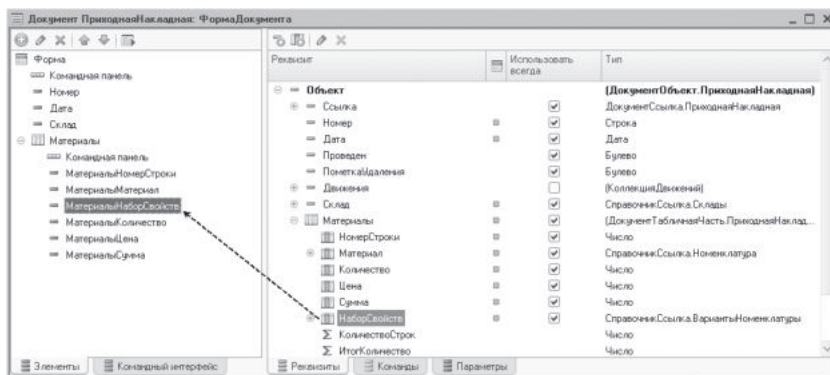 Документ ПриходнаяНакладная: ФормаДокумента
Форма
Командная панель
Номер
Дата
Склад
Материалы
Командная панель
МатериалыНомерСтроки
МатериалыМатериал
МатериалыНаборСвойств
МатериалыКоличество
МатериалыЦена
МатериалыСумма
Элементы Командный интерфейс
Реквизит Использовать всегда Тип
Объект (ДокументОбъект.ПриходнаяНакладная)
Ссылка ДокументСсылка.ПриходнаяНакладная
Номер Строка
Дата Дата
Проведен Булево
ПометкаУдаления Булево
Движения (КоллекцияДвижений)
Склад СправочникСсылка.Склады
Материалы (ДокументТабличнаяЧасть.ПриходнаяНаклад...
НомерСтроки Число
Материал СправочникСсылка.Номенклатура
Количество Число
Цена Число
Сумма Число
НаборСвойств СправочникСсылка.ВариантыНоменклатуры
КоличествоСтрок Число
ИтогКоличество Число
Реквизиты Команды Параметры